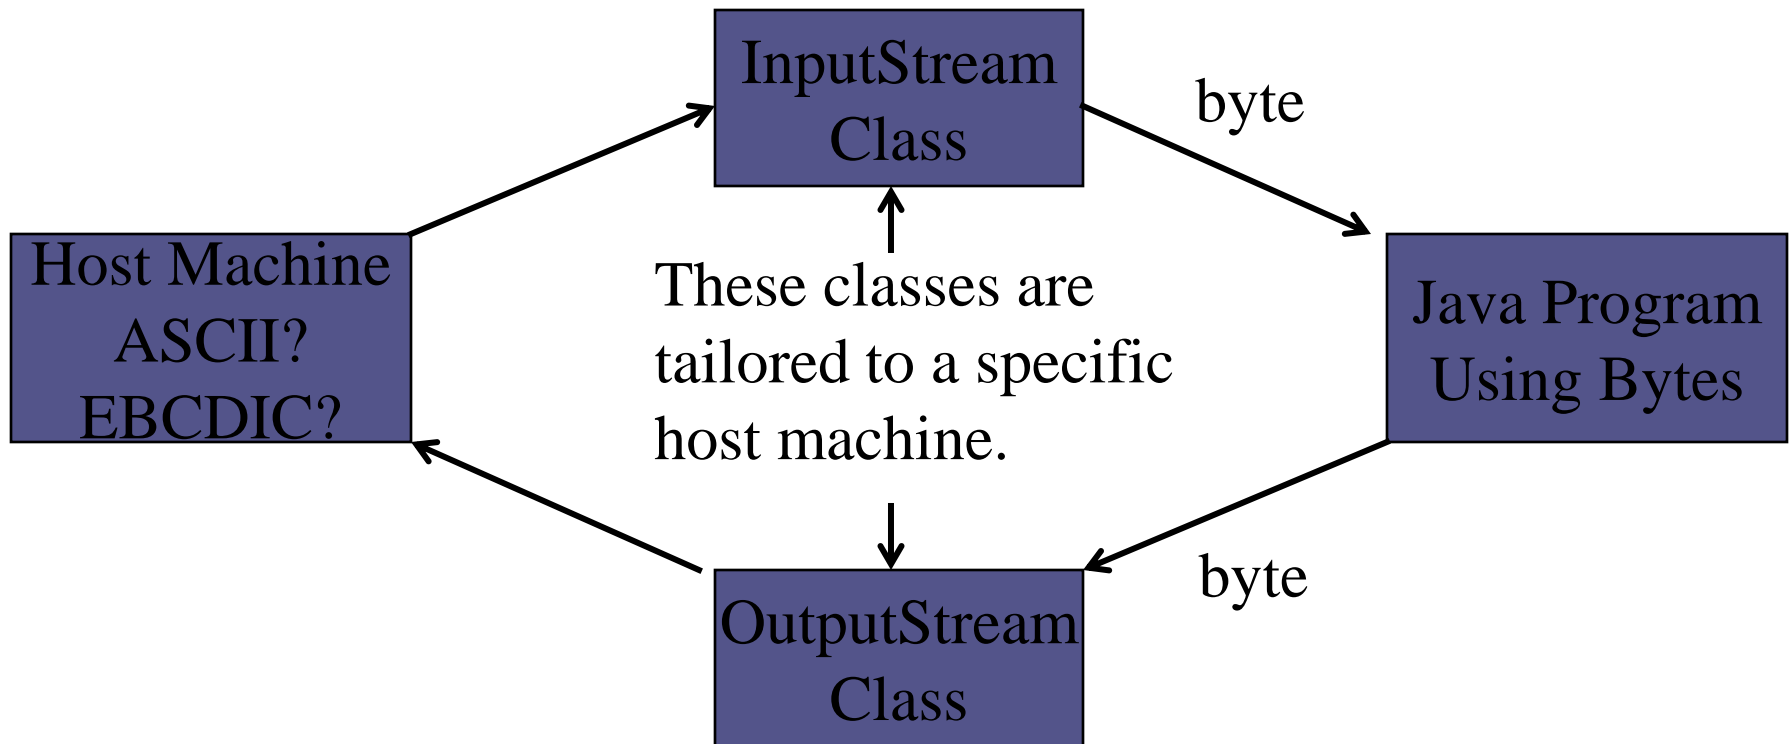 InputStream
Class
byte
Host Machine
ASCII?
EBCDIC?
These classes are
tailored to a specific
host machine.
Java Program
Using Bytes
byte
OutputStream
Class